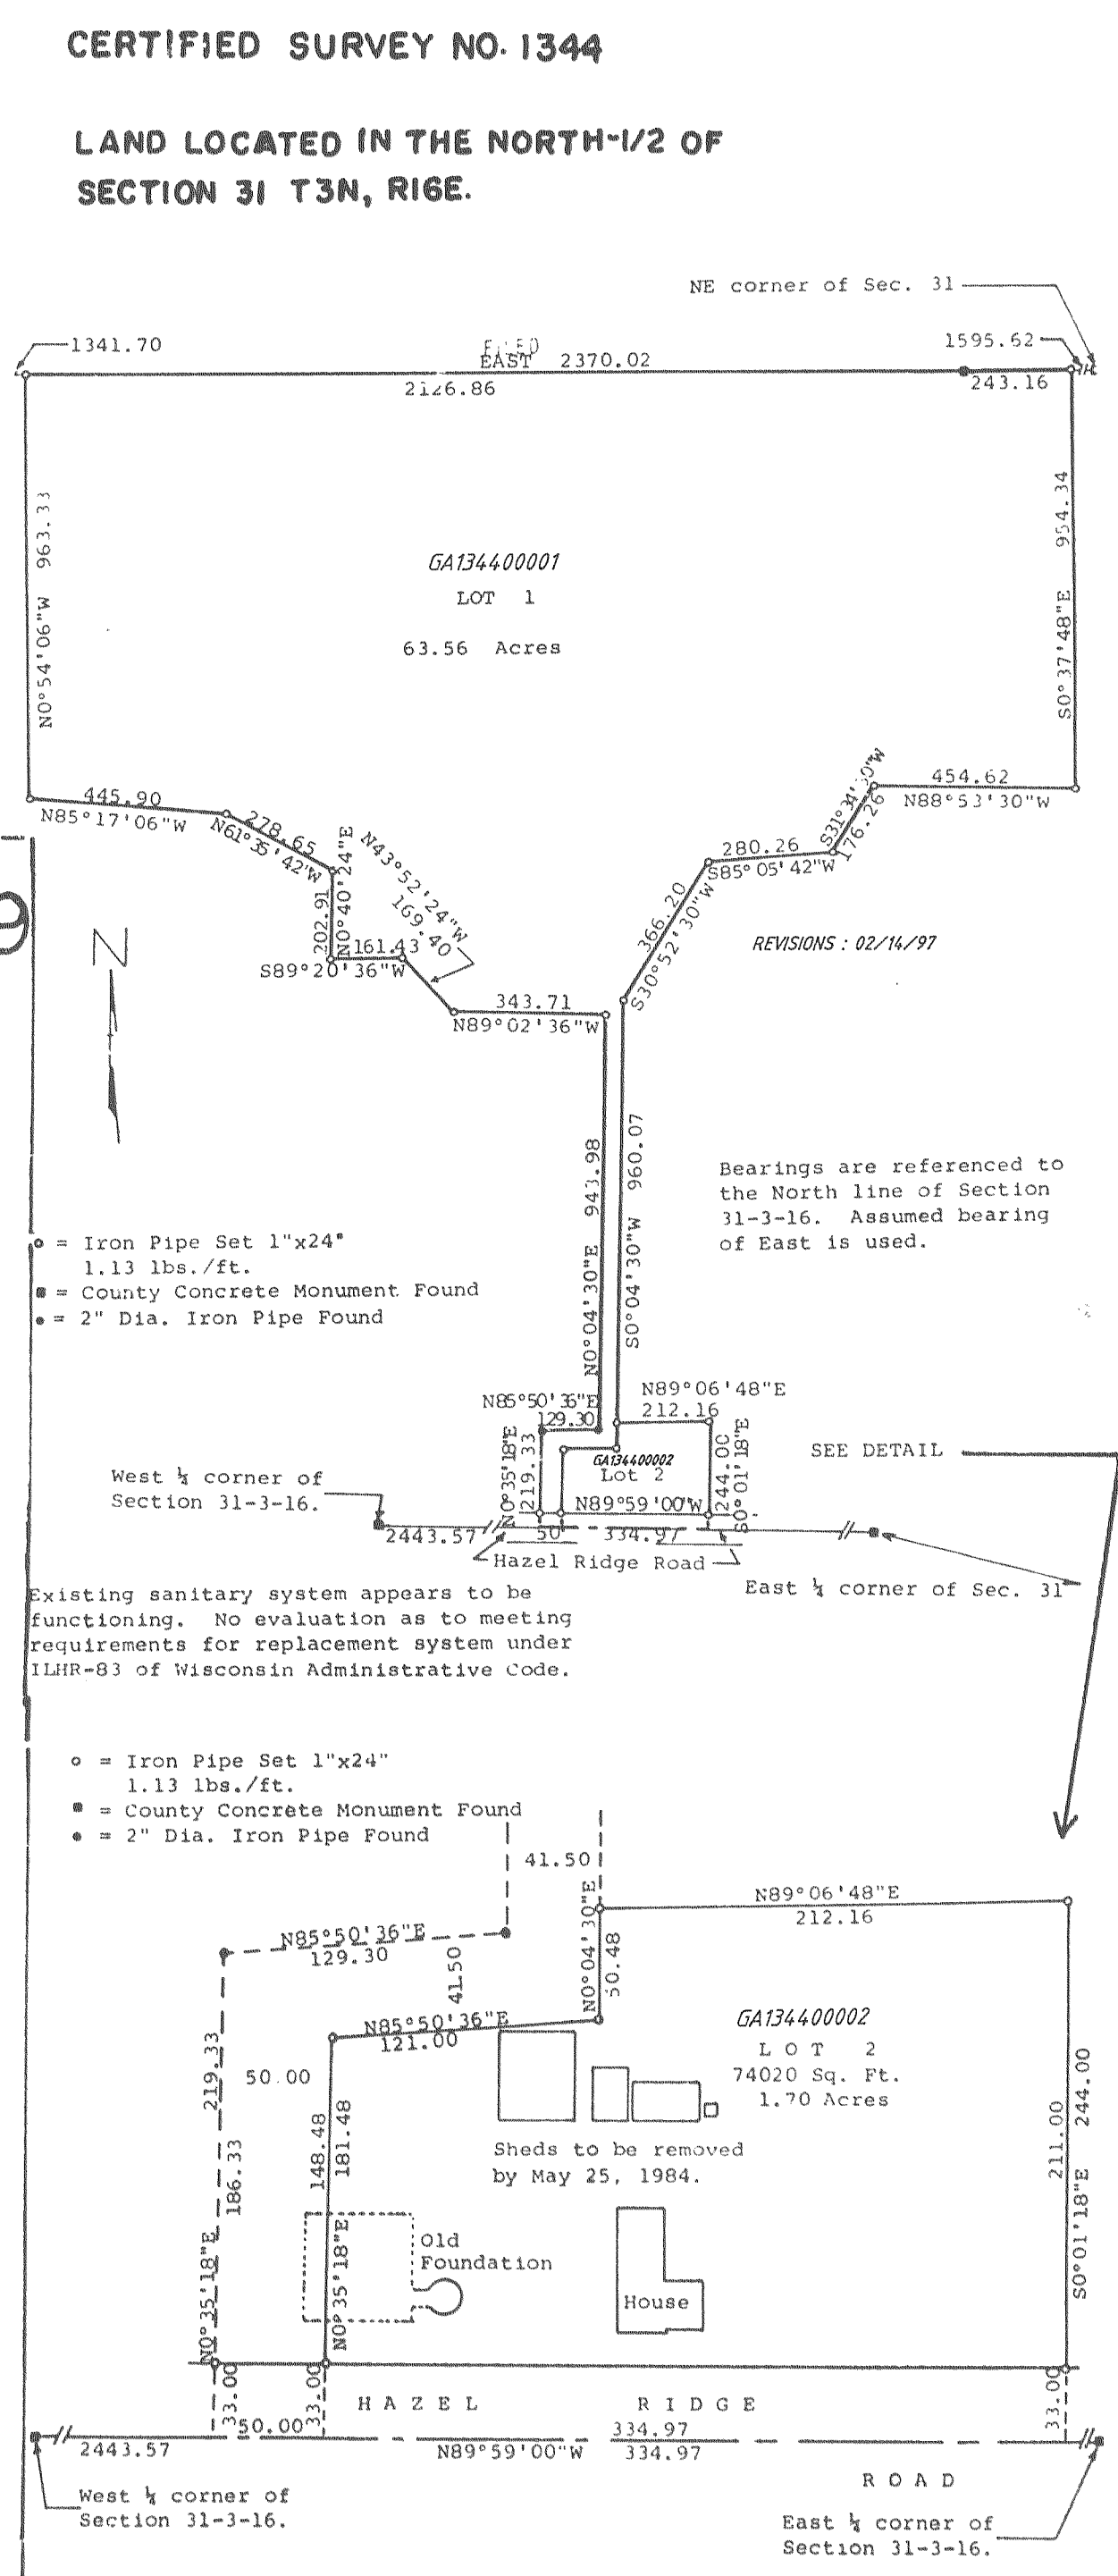 CERTIFIED SURVEY NO. 1344
LAND LOCATED IN THE NORTH-1/2 OF
SECTION 31 T3N, R16E.
NE corner of Sec. 31
1341.70
1595.62
EAST 2370.02
2126.86
243.16
N0°54'06"W 963.33
S0°37'48"E 954.34
GA134400001
LOT 1
63.56 Acres
445.90
N85°17'06"W
278.65
N61°35'42"W
202.91
N0°40'24"E
N43°52'24"W
169.40
161.43
S89°20'36"W
343.71
N89°02'36"W
454.62
N88°53'30"W
176.26
280.26
S85°05'42"W
366.20
S30°52'30"W
REVISIONS : 02/14/97
N
N0°04'30"E 943.98
S0°04'30"W 960.07
Bearings are referenced to
the North line of Section
31-3-16. Assumed bearing
of East is used.
= Iron Pipe Set 1"x24"
1.13 lbs./ft.
= County Concrete Monument Found
= 2" Dia. Iron Pipe Found
N85°50'36"E
129.30
N89°06'48"E
212.16
N0°35'18"E
219.33
GA134400002
Lot 2
N89°59'00"W
244.00
S0°01'18"E
SEE DETAIL
West ¼ corner of
Section 31-3-16.
2443.57
50'
334.97
Hazel Ridge Road
East ¼ corner of Sec. 31
Existing sanitary system appears to be
functioning. No evaluation as to meeting
requirements for replacement system under
ILHR-83 of Wisconsin Administrative Code.
= Iron Pipe Set 1"x24"
1.13 lbs./ft.
= County Concrete Monument Found
= 2" Dia. Iron Pipe Found
41.50
N89°06'48"E
212.16
N85°50'36"E
129.30
41.50
N0°04'30"E
50.48
N85°50'36"E
121.00
GA134400002
LOT 2
74020 Sq. Ft.
1.70 Acres
219.33
50.00
186.33
N0°35'18"E
148.48
181.48
N0°35'18"E
Sheds to be removed
by May 25, 1984.
Old
Foundation
House
211.00
244.00
S0°01'18"E
33.00
33.00
33.00
HAZEL RIDGE
50.00
334.97
2443.57
N89°59'00"W 334.97
ROAD
West ¼ corner of
Section 31-3-16.
East ¼ corner of
Section 31-3-16.